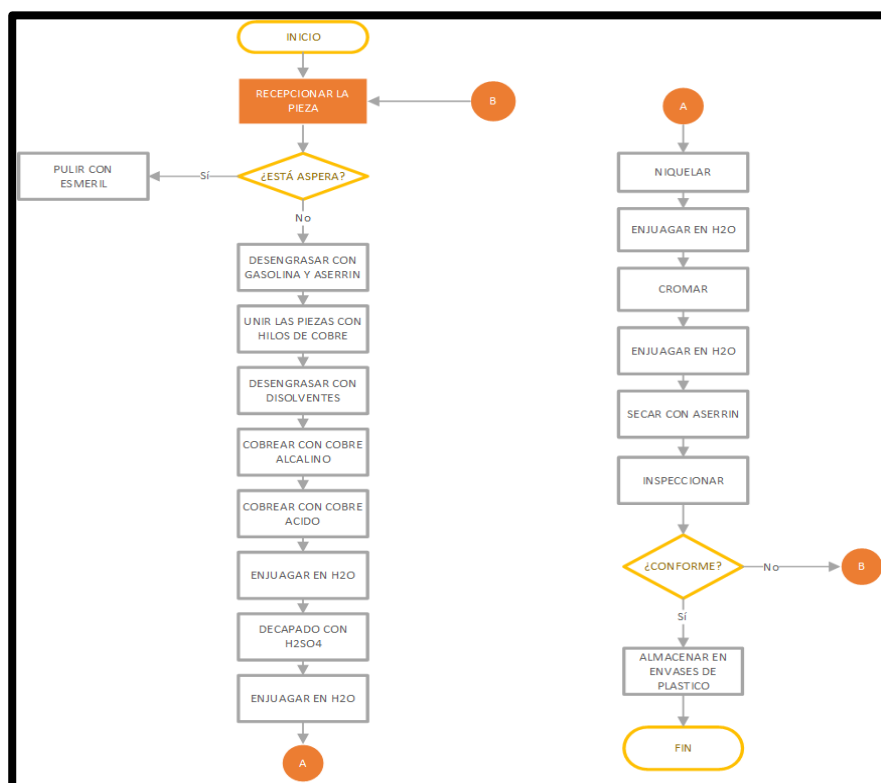 INICIO
RECEPCIONAR LA
PIEZA
B
¿ESTÁ ASPERA?
Sí
PULIR CON
ESMERIL
No
DESENGRASAR CON
GASOLINA Y ASERRIN
UNIR LAS PIEZAS CON
HILOS DE COBRE
DESENGRASAR CON
DISOLVENTES
COBREAR CON COBRE
ALCALINO
COBREAR CON COBRE
ACIDO
ENJUAGAR EN H2O
DECAPADO CON
H2SO4
ENJUAGAR EN H2O
A
A
NIQUELAR
ENJUAGAR EN H2O
CROMAR
ENJUAGAR EN H2O
SECAR CON ASERRIN
INSPECCIONAR
¿CONFORME?
No
B
Sí
ALMACENAR EN
ENVASES DE
PLASTICO
FIN